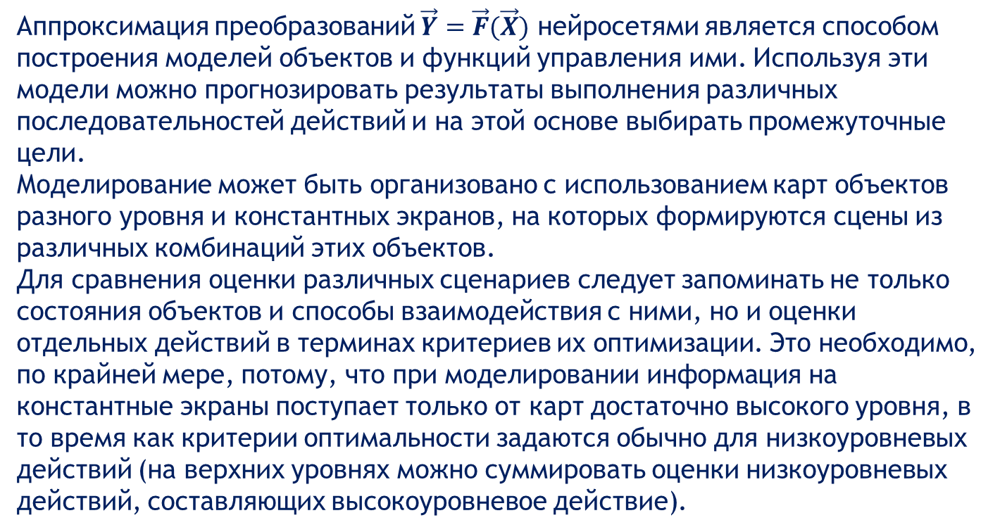 Аппроксимация преобразований $\vec{Y} = \vec{F}(\vec{X})$ нейросетями является способом
построения моделей объектов и функций управления ими. Используя эти
модели можно прогнозировать результаты выполнения различных
последовательностей действий и на этой основе выбирать промежуточные
цели.
Моделирование может быть организовано с использованием карт объектов
разного уровня и константных экранов, на которых формируются сцены из
различных комбинаций этих объектов.
Для сравнения оценки различных сценариев следует запоминать не только
состояния объектов и способы взаимодействия с ними, но и оценки
отдельных действий в терминах критериев их оптимизации. Это необходимо,
по крайней мере, потому, что при моделировании информация на
константные экраны поступает только от карт достаточно высокого уровня, в
то время как критерии оптимальности задаются обычно для низкоуровневых
действий (на верхних уровнях можно суммировать оценки низкоуровневых
действий, составляющих высокоуровневое действие).